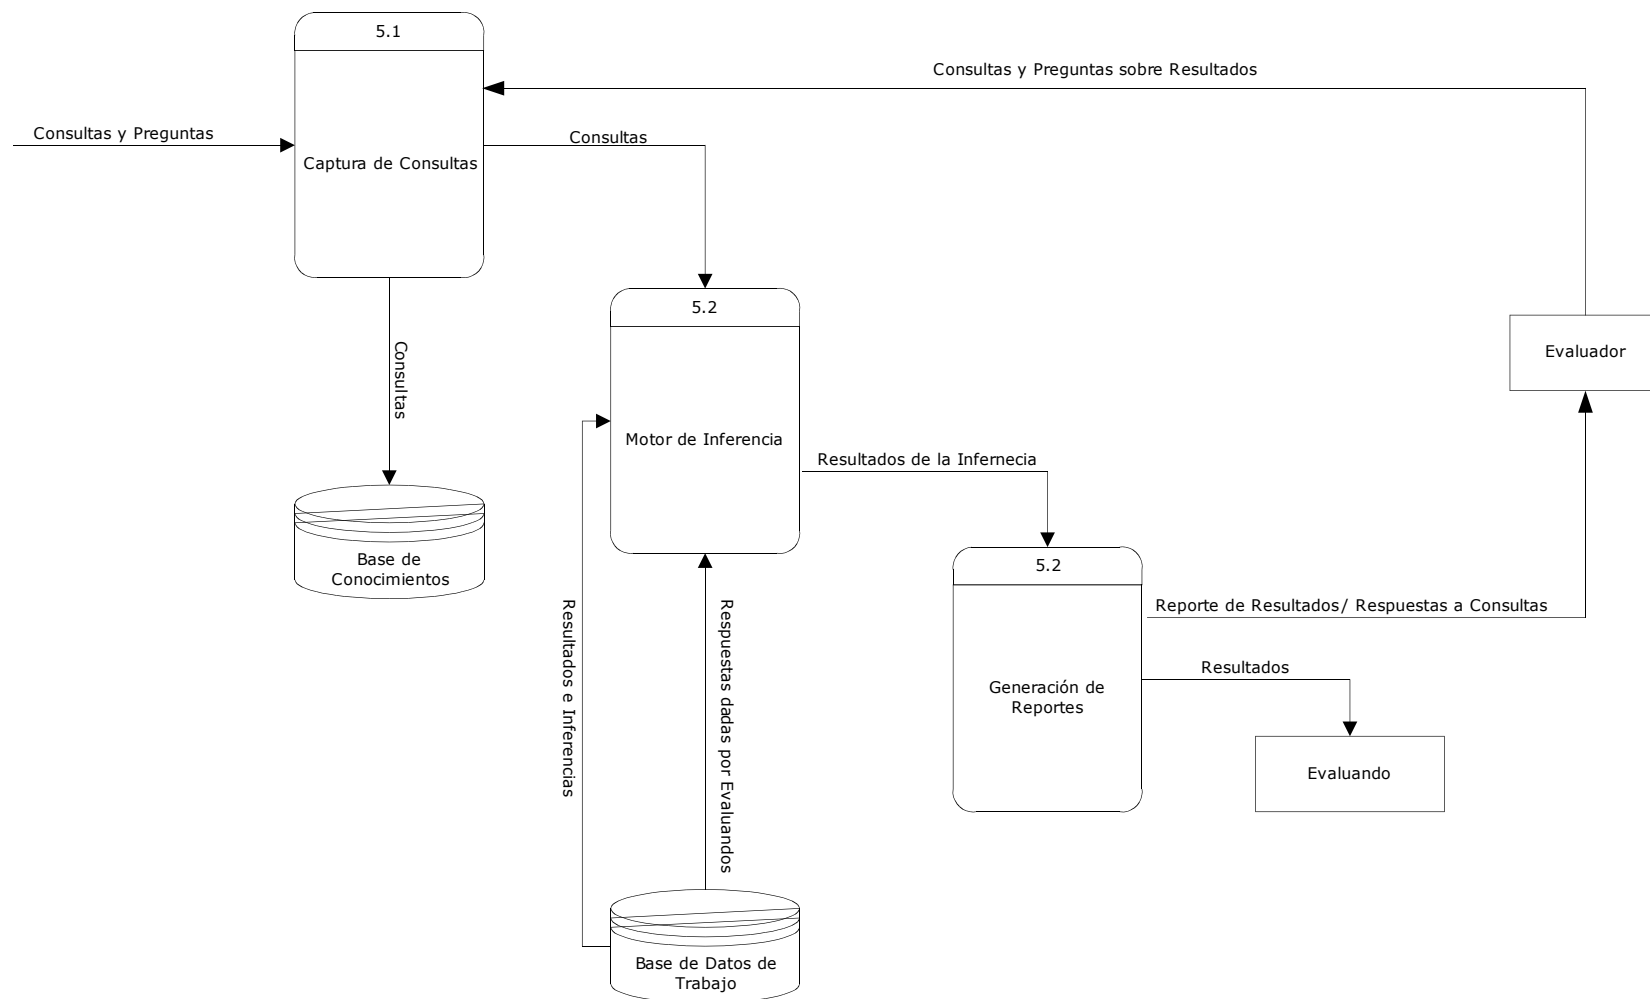 5.1
Consultas y Preguntas sobre Resultados
Consultas y Preguntas
Consultas
Captura de Consultas
5.2
Consultas
Evaluador
Motor de Inferencia
Resultados de la Infernecia
Base de
Conocimientos
5.2
Resultados e Inferencias
Respuestas dadas por Evaluandos
Reporte de Resultados/ Respuestas a Consultas
Resultados
Generación de
Reportes
Evaluando
Base de Datos de
Trabajo